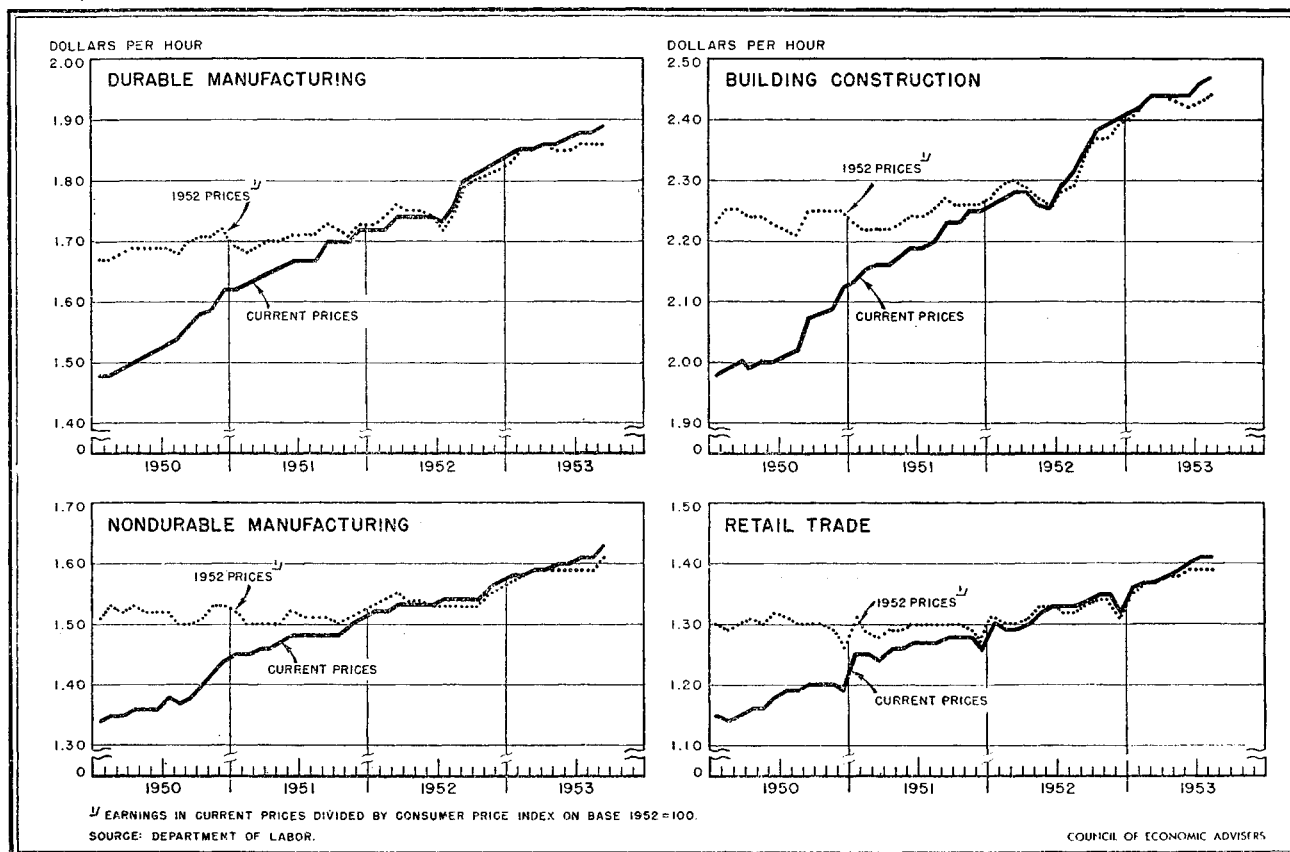 DOLLARS PER HOUR
2.00
DURABLE MANUFACTURING
1.90
1.80
1952 PRICES 1/
1.70
1.60
CURRENT PRICES
1.50
1.40
0
1950 1951 1952 1953
DOLLARS PER HOUR
2.50
BUILDING CONSTRUCTION
2.40
1952 PRICES 1/
2.30
2.20
2.10
CURRENT PRICES
2.00
1.90
0
1950 1951 1952 1953
1.70
NONDURABLE MANUFACTURING
1.60
1952 PRICES 1/
1.50
CURRENT PRICES
1.40
1.30
0
1950 1951 1952 1953
1.50
RETAIL TRADE
1.40
1952 PRICES 1/
1.30
1.20
CURRENT PRICES
1.10
0
1950 1951 1952 1953
1/ EARNINGS IN CURRENT PRICES DIVIDED BY CONSUMER PRICE INDEX ON BASE 1952=100.
SOURCE: DEPARTMENT OF LABOR.
COUNCIL OF ECONOMIC ADVISERS